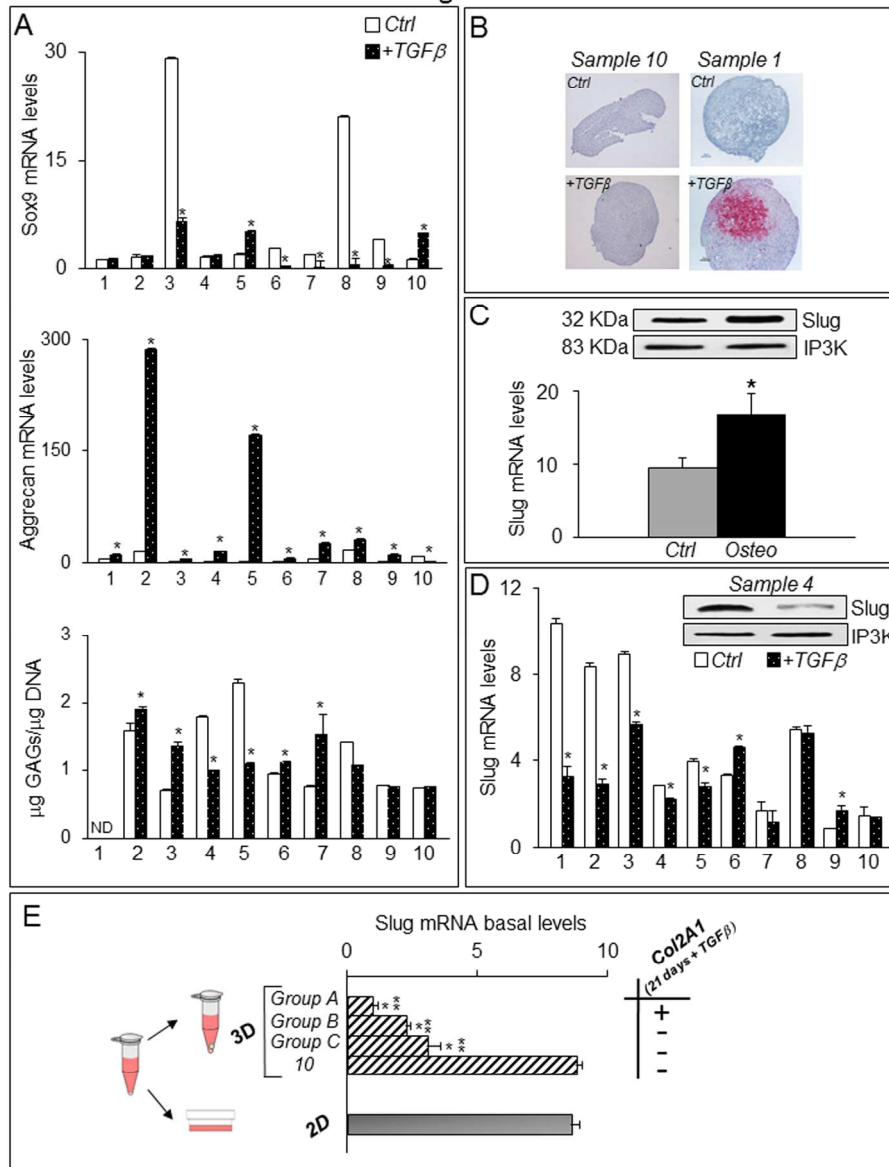 A
Ctrl
+TGFβ
Sox9 mRNA levels
30
15
0
* * * * * * *
1 2 3 4 5 6 7 8 9 10
Aggrecan mRNA levels
300
150
0
* * * * * * * * * *
1 2 3 4 5 6 7 8 9 10
µg GAGs/µg DNA
3
2
1
0
ND
* * * * * *
1 2 3 4 5 6 7 8 9 10
B
Sample 10 Sample 1
Ctrl Ctrl
+TGFβ +TGFβ
C
32 KDa Slug
83 KDa IP3K
Slug mRNA levels
20
10
0
*
Ctrl Osteo
D
Sample 4
Slug
IP3K
Ctrl +TGFβ
Slug mRNA levels
12
8
4
0
* * * * * * *
1 2 3 4 5 6 7 8 9 10
E
Slug mRNA basal levels
0 5 10
Col2A1
(21 days + TGFβ)
3D
Group A * ** +
Group B * ** -
Group C * ** -
10 -
2D